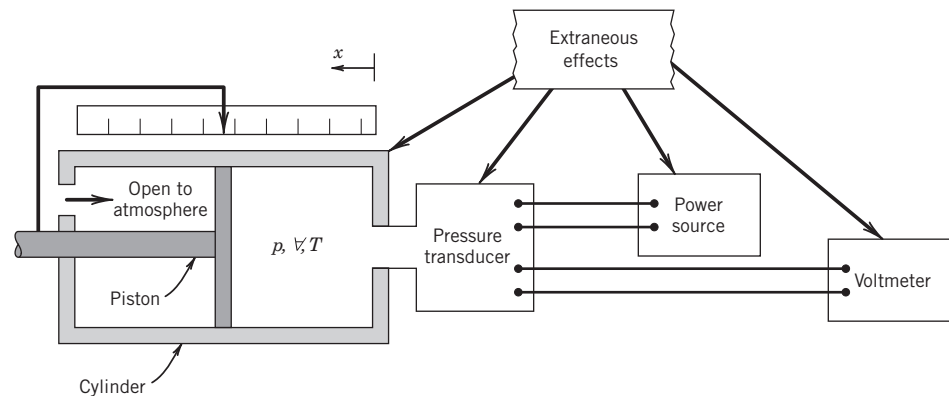 x
Extraneous
effects
Open to
atmosphere
Power
source
Pressure
transducer
p, ∀, T
Voltmeter
Piston
Cylinder